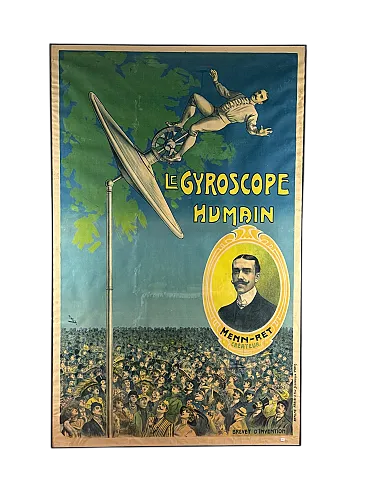 LE GYROSCOPE
HUMAIN
MENN-RET
CRÉATEUR
BREVET D'INVENTION